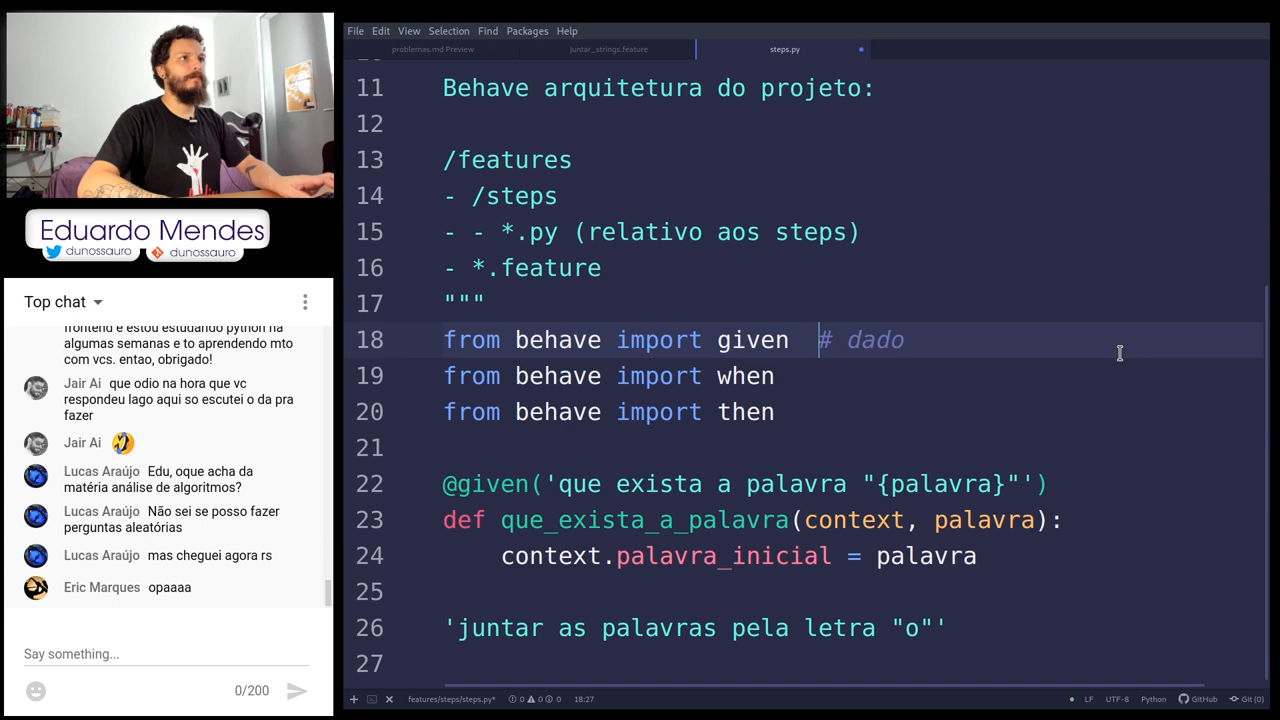 File Edit View Selection Find Packages Help
problemas.md Preview juntar_strings.feature steps.py
11 Behave arquitetura do projeto:
12
13 /features
14 - /steps
15 - - *.py (relativo aos steps)
16 - *.feature
17 """
18 from behave import given  # dado
19 from behave import when
20 from behave import then
21
22 @given('que exista a palavra "{palavra}"')
23 def que_exista_a_palavra(context, palavra):
24     context.palavra_inicial = palavra
25
26 'juntar as palavras pela letra "o"'
27
features/steps/steps.py* 0 0 0 18:27 LF UTF-8 Python GitHub Git (0)
Eduardo Mendes
dunossauro dunossauro
Top chat
frontend e estou estudando python na
algumas semanas e to aprendendo mto
com vcs. entao, obrigado!
Jair Ai que odio na hora que vc
respondeu lago aqui so escutei o da pra
fazer
Jair Ai
Lucas Araújo Edu, oque acha da
matéria análise de algoritmos?
Lucas Araújo Não sei se posso fazer
perguntas aleatórias
Lucas Araújo mas cheguei agora rs
Eric Marques opaaaa
Say something...
0/200